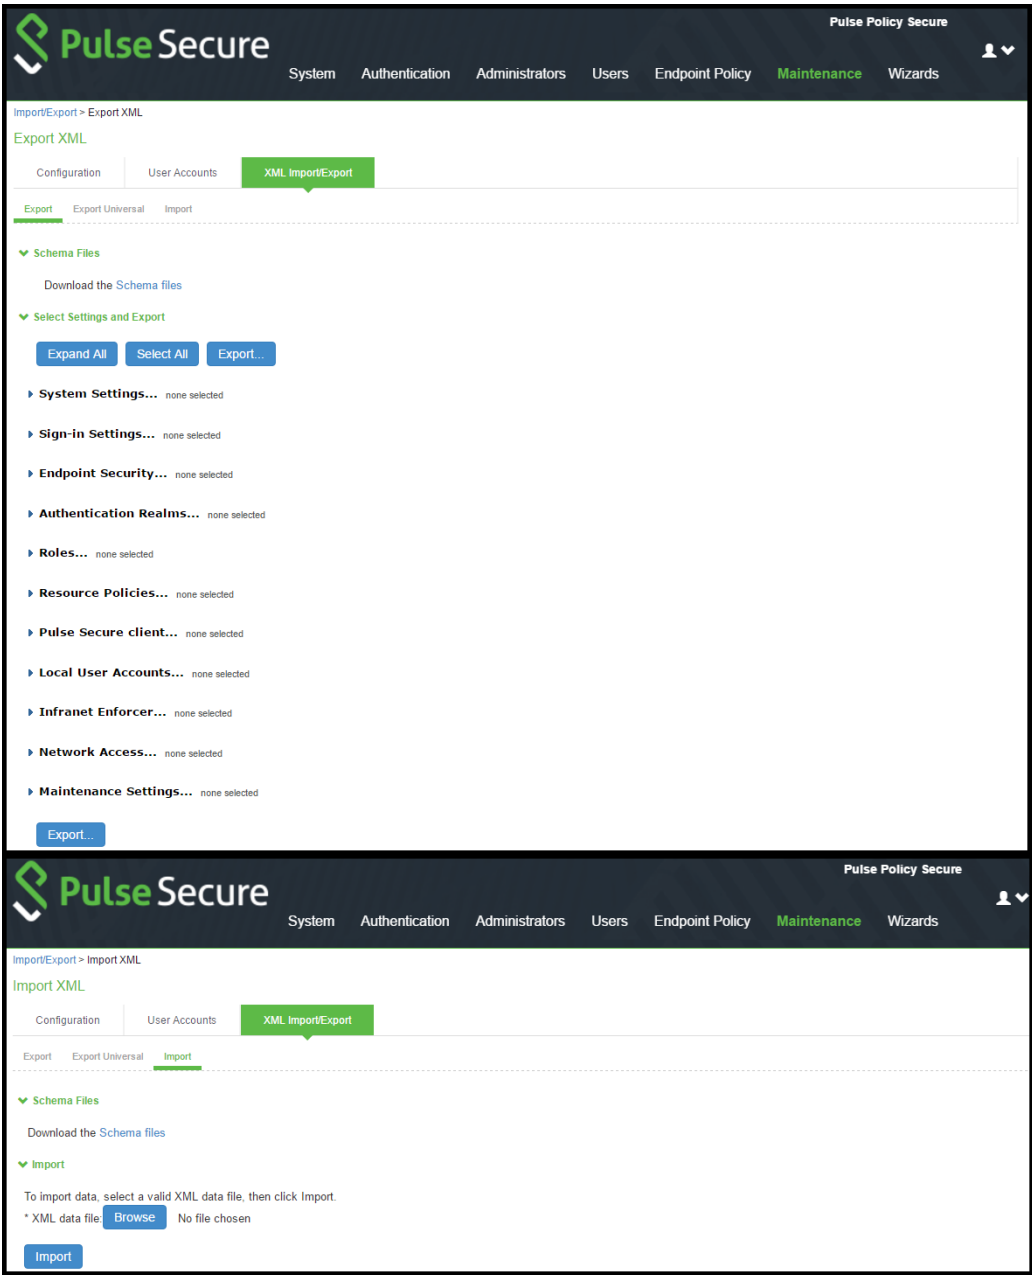 Pulse Policy Secure
Pulse Secure
System Authentication Administrators Users Endpoint Policy Maintenance Wizards
Import/Export > Export XML
Export XML
Configuration User Accounts XML Import/Export
Export Export Universal Import
Schema Files
Download the Schema files
Select Settings and Export
Expand All Select All Export...
System Settings... none selected
Sign-in Settings... none selected
Endpoint Security... none selected
Authentication Realms... none selected
Roles... none selected
Resource Policies... none selected
Pulse Secure client... none selected
Local User Accounts... none selected
Infranet Enforcer... none selected
Network Access... none selected
Maintenance Settings... none selected
Export...
Pulse Policy Secure
Pulse Secure
System Authentication Administrators Users Endpoint Policy Maintenance Wizards
Import/Export > Import XML
Import XML
Configuration User Accounts XML Import/Export
Export Export Universal Import
Schema Files
Download the Schema files
Import
To import data, select a valid XML data file, then click Import.
* XML data file: Browse No file chosen
Import